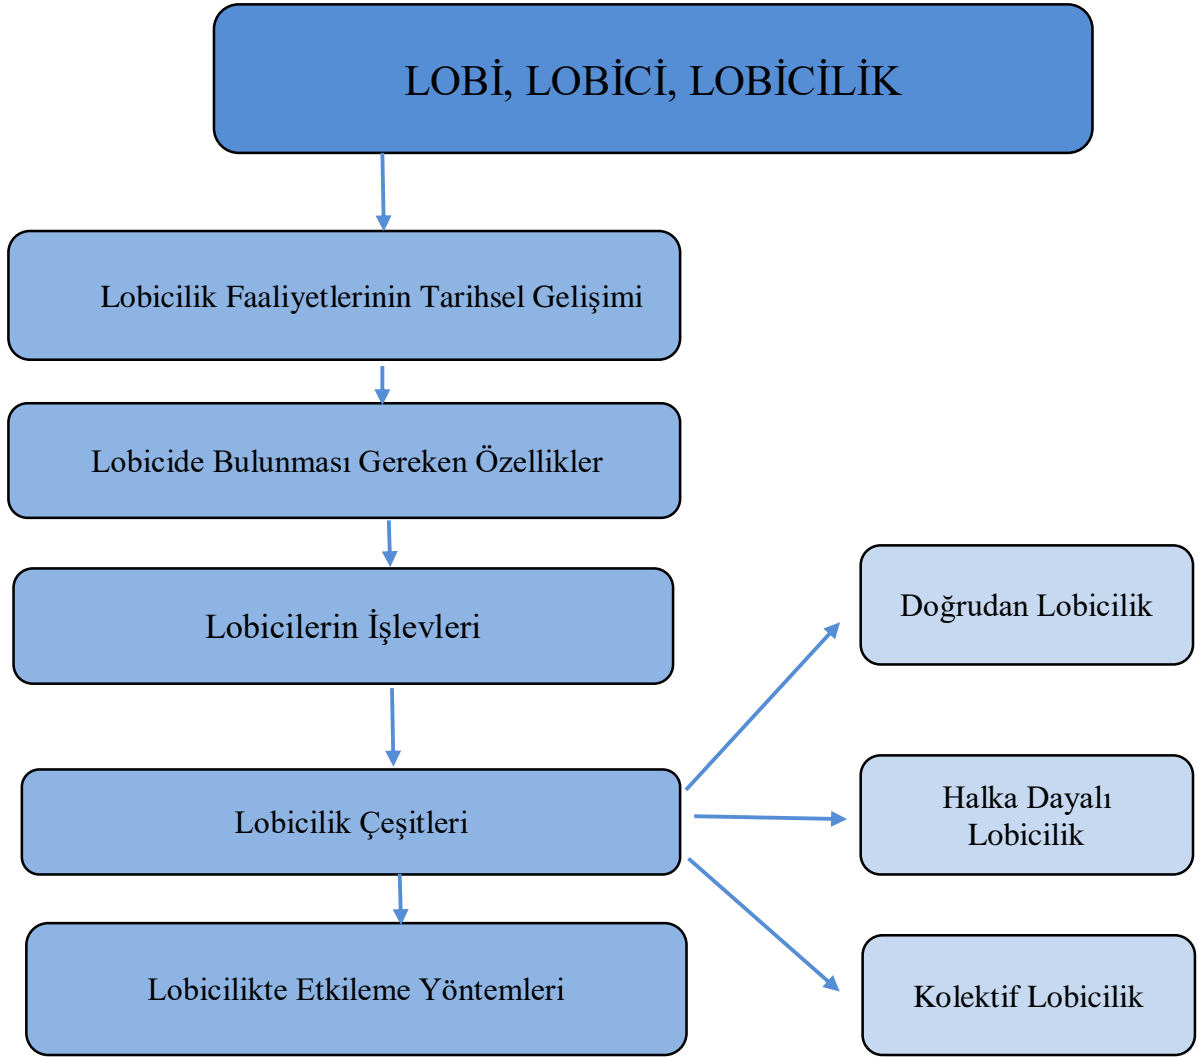 LOBİ, LOBİCİ, LOBİCİLİK
Lobicilik Faaliyetlerinin Tarihsel Gelişimi
Lobicide Bulunması Gereken Özellikler
Lobicilerin İşlevleri
Lobicilik Çeşitleri
Lobicilikte Etkileme Yöntemleri
Doğrudan Lobicilik
Halka Dayalı
Lobicilik
Kolektif Lobicilik